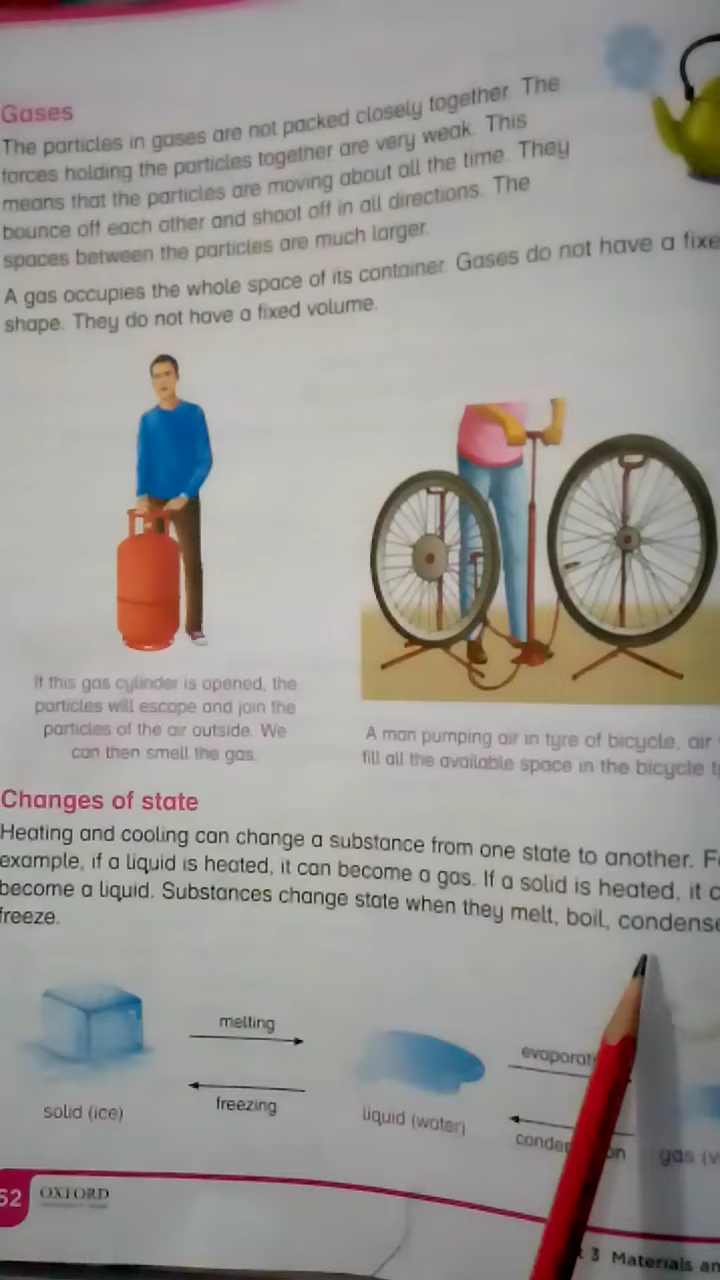 Gases
The particles in gases are not packed closely together. The
forces holding the particles together are very weak. This
means that the particles are moving about all the time. They
bounce off each other and shoot off in all directions. The
spaces between the particles are much larger.
A gas occupies the whole space of its container. Gases do not have a fixe
shape. They do not have a fixed volume.
If this gas cylinder is opened, the
particles will escape and join the
particles of the air outside. We
can then smell the gas.
A man pumping air in tyre of bicycle, air
fill all the available space in the bicycle t
Changes of state
Heating and cooling can change a substance from one state to another. F
example, if a liquid is heated, it can become a gas. If a solid is heated, it c
become a liquid. Substances change state when they melt, boil, condense
freeze.
melting
evaporati
freezing
conde on
solid (ice)
liquid (water)
gas (v
52 OXFORD
3 Materials an